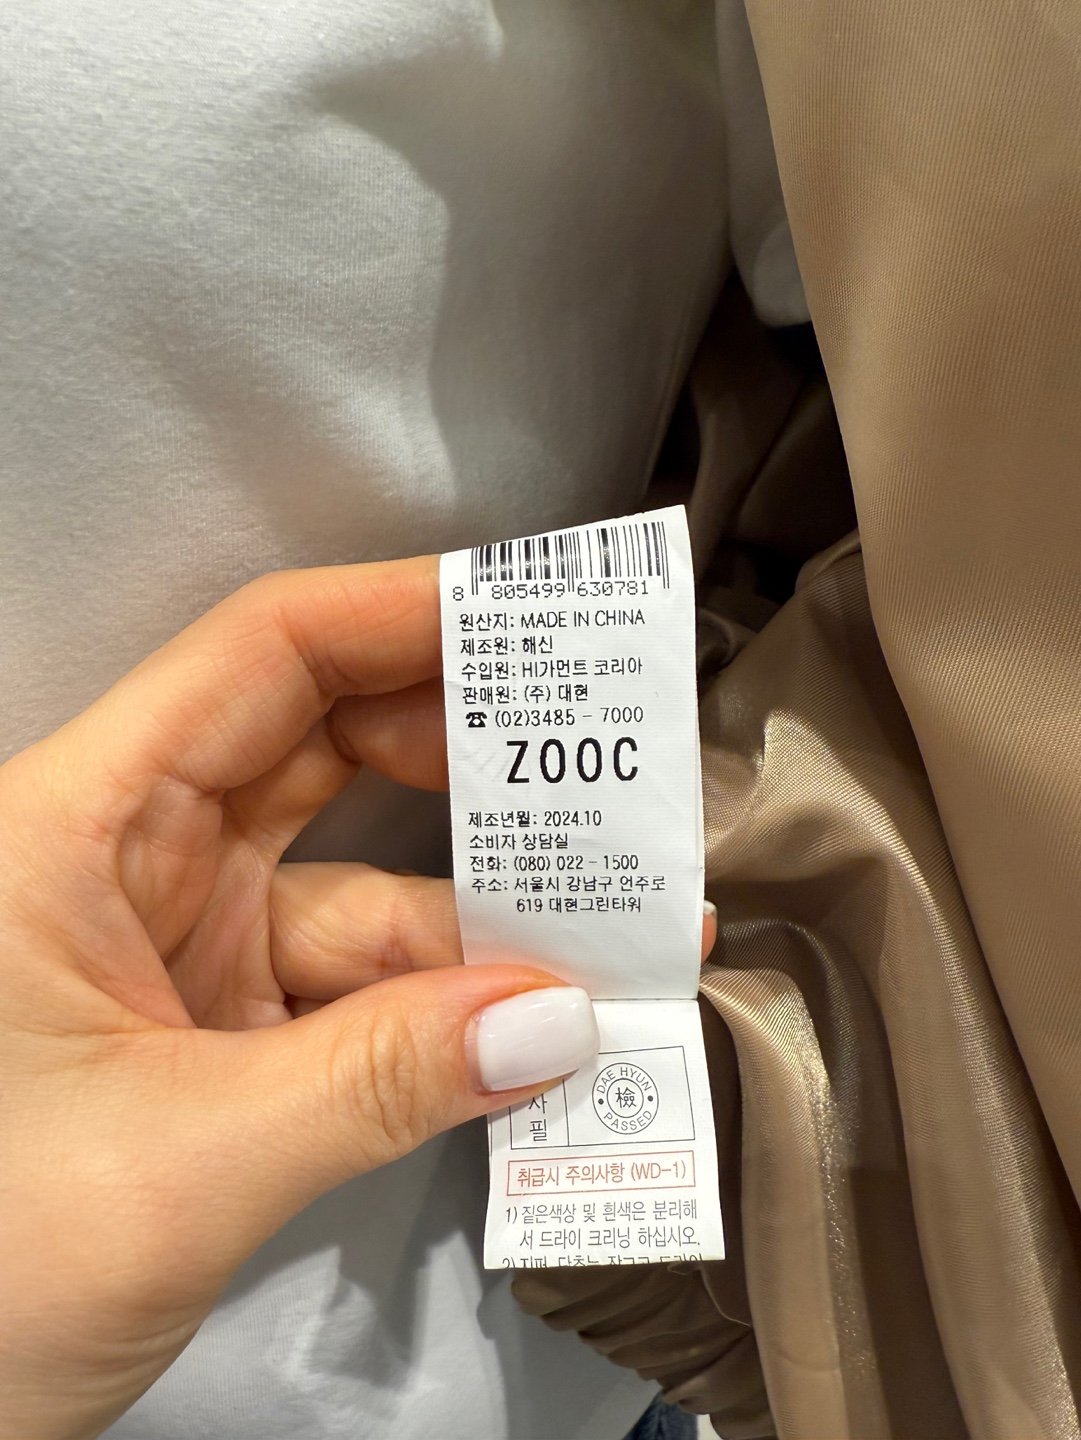 8 805499 630781
원산지: MADE IN CHINA
제조원: 해신
수입원: HI가먼트 코리아
판매원: (주) 대현
☎ (02)3485 - 7000
ZOOC
제조년월: 2024.10
소비자 상담실
전화: (080) 022 - 1500
주소: 서울시 강남구 언주로
619 대현그린타워
사
필
DAE HYUN
檢
PASSED
취급시 주의사항 (WD-1)
1) 짙은색상 및 흰색은 분리해
서 드라이 크리닝 하십시오.
2)